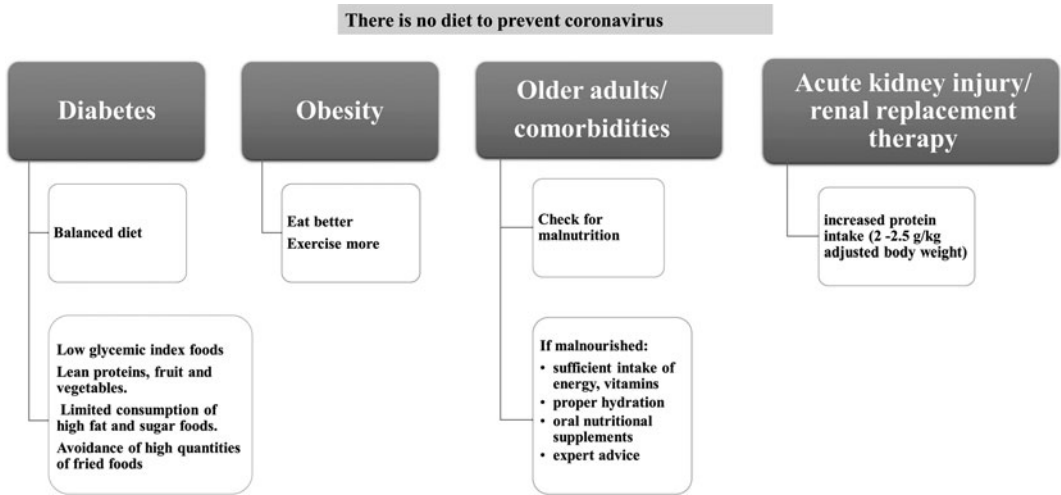 There is no diet to prevent coronavirus
Diabetes
Balanced diet
Low glycemic index foods
Lean proteins, fruit and
vegetables.
Limited consumption of
high fat and sugar foods.
Avoidance of high quantities
of fried foods
Obesity
Eat better
Exercise more
Older adults/
comorbidities
Check for
malnutrition
If malnourished:
• sufficient intake of
energy, vitamins
• proper hydration
• oral nutritional
supplements
• expert advice
Acute kidney injury/
renal replacement
therapy
increased protein
intake (2 -2.5 g/kg
adjusted body weight)